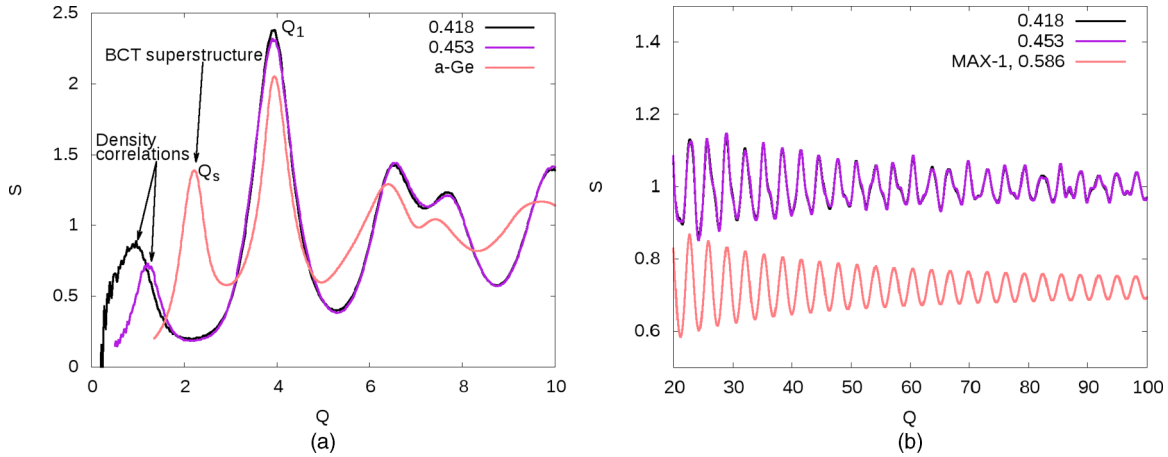 2.5
2
1.5
1
0.5
0
0
2
4
6
8
10
S
Q
BCT superstructure
Density
correlations
Qs
Q1
0.418
0.453
a-Ge
(a)
1.4
1.2
1
0.8
0.6
20
30
40
50
60
70
80
90
100
S
Q
0.418
0.453
MAX-1, 0.586
(b)